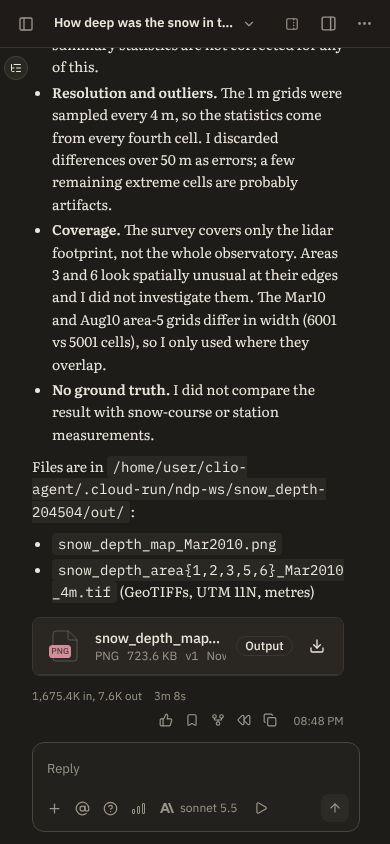 How deep was the snow in t...
summary statistics are not corrected for any
of this.
• Resolution and outliers. The 1 m grids were
sampled every 4 m, so the statistics come
from every fourth cell. I discarded
differences over 50 m as errors; a few
remaining extreme cells are probably
artifacts.
• Coverage. The survey covers only the lidar
footprint, not the whole observatory. Areas
3 and 6 look spatially unusual at their edges
and I did not investigate them. The Mar10
and Aug10 area-5 grids differ in width (6001
vs 5001 cells), so I only used where they
overlap.
• No ground truth. I did not compare the
result with snow-course or station
measurements.
Files are in /home/user/clio-
agent/.cloud-run/ndp-ws/snow_depth-
204504/out/ :
• snow_depth_map_Mar2010.png
• snow_depth_area{1,2,3,5,6}_Mar2010
_4m.tif (GeoTIFFs, UTM 11N, metres)
PNG
snow_depth_map...
PNG 723.6 KB v1 Nov
Output
1,675.4K in, 7.6K out 3m 8s
08:48 PM
Reply
A\ sonnet 5.5